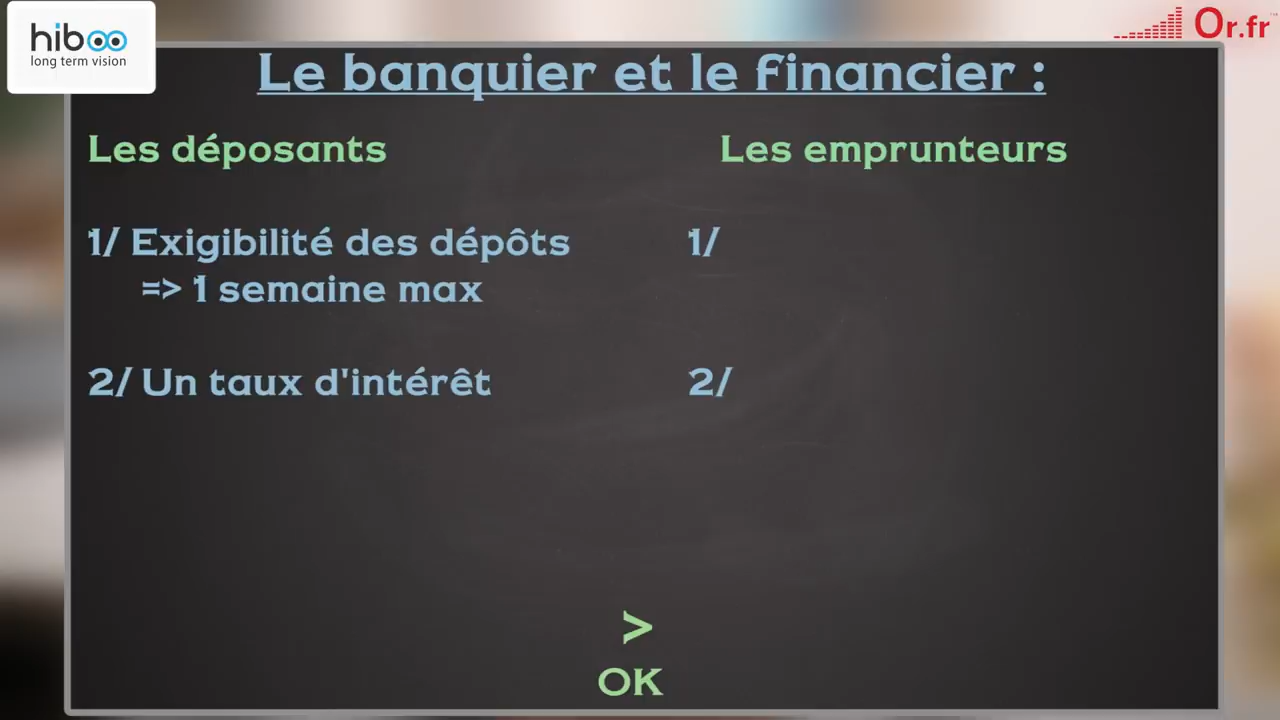 hiboo
long term vision
Or.fr
Le banquier et le financier :
Les déposants
Les emprunteurs
1/ Exigibilité des dépôts
=> 1 semaine max
1/
2/ Un taux d'intérêt
2/
>
OK